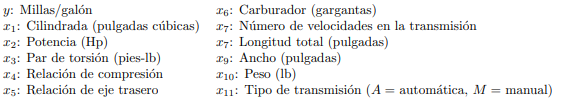 y: Millas/galón
x₁: Cilindrada (pulgadas cúbicas)
x₂: Potencia (Hp)
x₃: Par de torsión (pies-lb)
x₄: Relación de compresión
x₅: Relación de eje trasero
x₆: Carburador (gargantas)
x₇: Número de velocidades en la transmisión
x₇: Longitud total (pulgadas)
x₉: Ancho (pulgadas)
x₁₀: Peso (lb)
x₁₁: Tipo de transmisión (A = automática, M = manual)